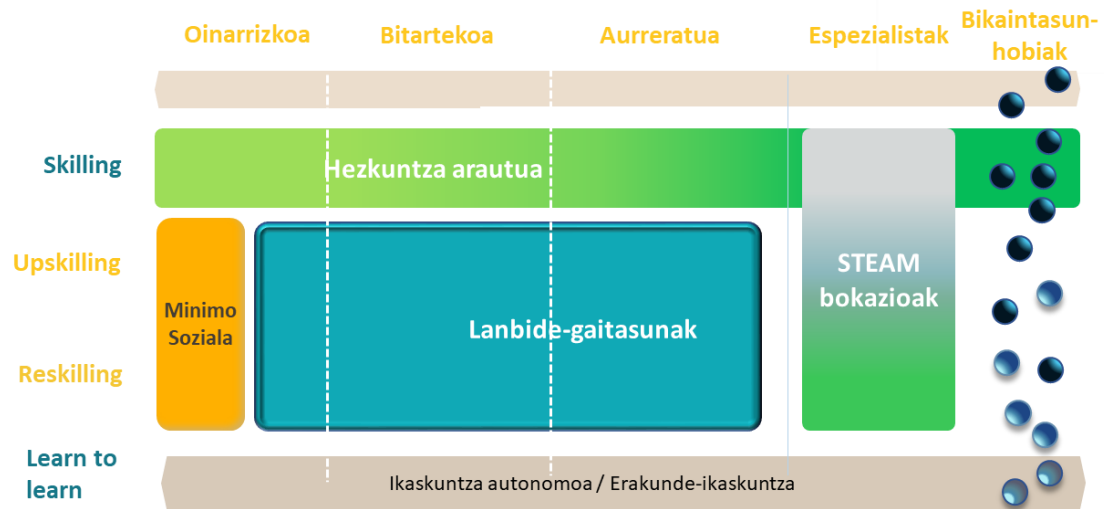 Oinarrizkoa
Bitartekoa
Aurreratua
Espezialistak
Bikaintasun-
hobiak
Skilling
Hezkuntza arautua
Upskilling
Minimo
Soziala
STEAM
bokazioak
Lanbide-gaitasunak
Reskilling
Learn to
learn
Ikaskuntza autonomoa / Erakunde-ikaskuntza